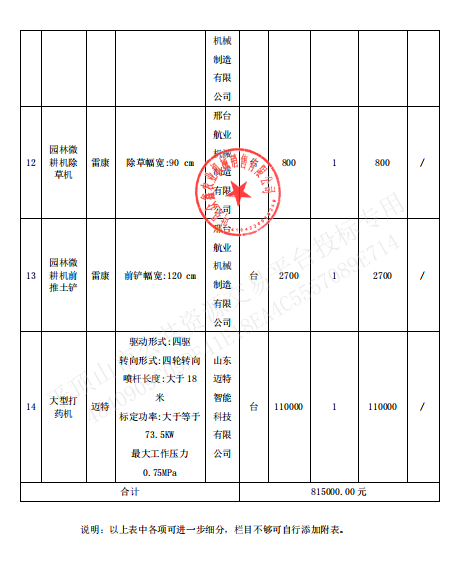 机械
制造
有限
公司
12 园林微耕机除草机 雷康 除草幅宽:90 cm 邢台航业机械制造有限公司 台 800 1 800 /
13 园林微耕机前推土铲 雷康 前铲幅宽:120 cm 邢台航业机械制造有限公司 台 2700 1 2700 /
14 大型打药机 迈特 驱动形式:四驱
转向形式:四轮转向
喷杆长度:大于18米
标定功率:大于等于73.5KW
最大工作压力0.75MPa
山东迈特智能科技有限公司 台 110000 1 110000 /
合计 815000.00 元
说明：以上表中各项可进一步细分，栏目不够可自行添加附表。